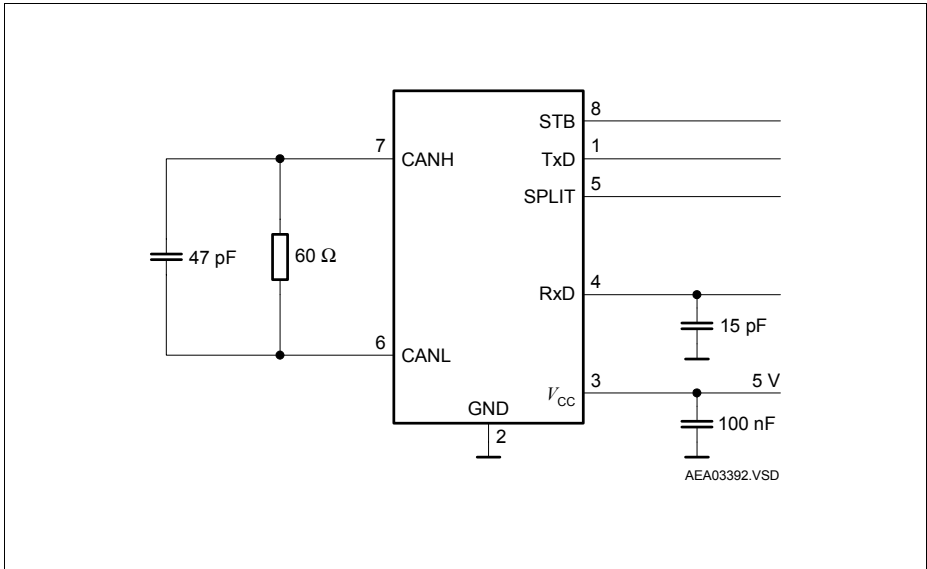 8
STB
1
7
TxD
CANH
5
SPLIT
47 pF
60 Ω
4
RxD
15 pF
6
CANL
3
5 V
V_CC
GND
100 nF
2
AEA03392.VSD